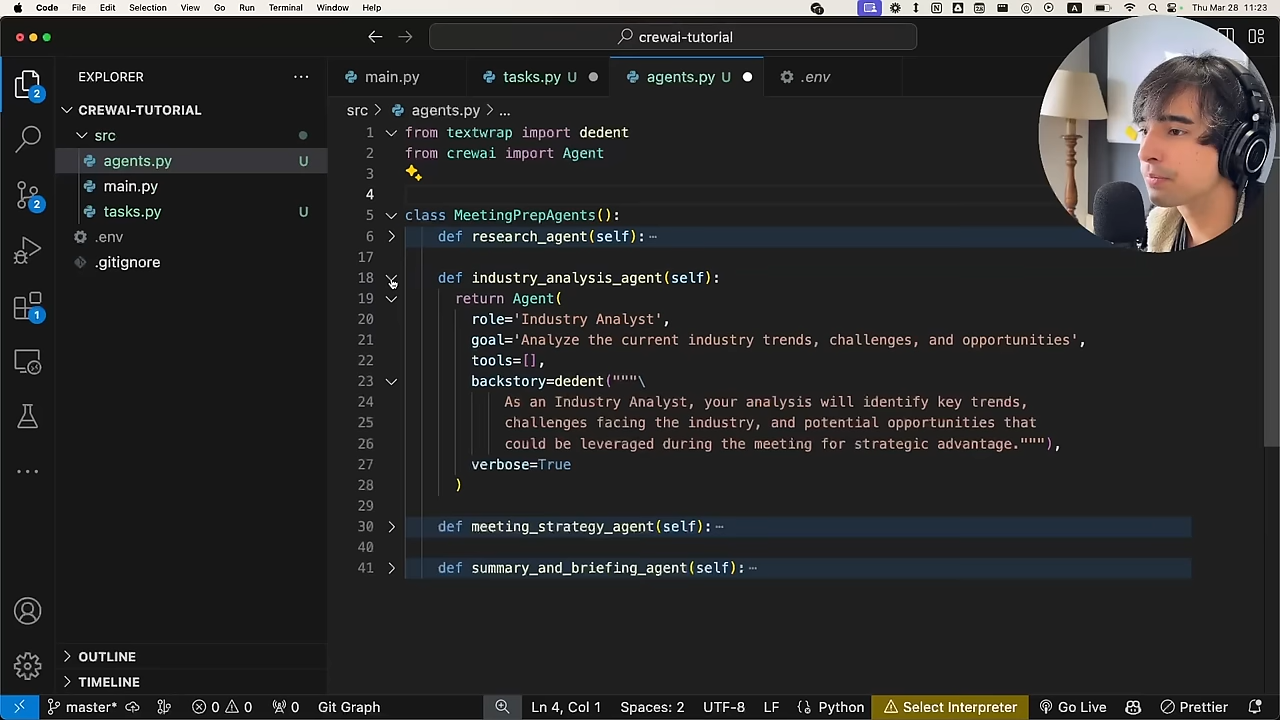 Code File Edit Selection View Go Run Terminal Window Help Thu Mar 28 11:23
crewai-tutorial
EXPLORER
main.py tasks.py U agents.py U .env
CREWAI-TUTORIAL
src
agents.py U
main.py
tasks.py U
.env
.gitignore
src > agents.py > ...
1 from textwrap import dedent
2 from crewai import Agent
3
4
5 class MeetingPrepAgents():
6 def research_agent(self): ...
17
18 def industry_analysis_agent(self):
19 return Agent(
20 role='Industry Analyst',
21 goal='Analyze the current industry trends, challenges, and opportunities',
22 tools=[],
23 backstory=dedent("""\
24 As an Industry Analyst, your analysis will identify key trends,
25 challenges facing the industry, and potential opportunities that
26 could be leveraged during the meeting for strategic advantage."""),
27 verbose=True
28 )
29
30 def meeting_strategy_agent(self): ...
40
41 def summary_and_briefing_agent(self): ...
2
2
1
OUTLINE
TIMELINE
master* 0 0 0 Git Graph Ln 4, Col 1 Spaces: 2 UTF-8 LF {} Python Select Interpreter Go Live Prettier